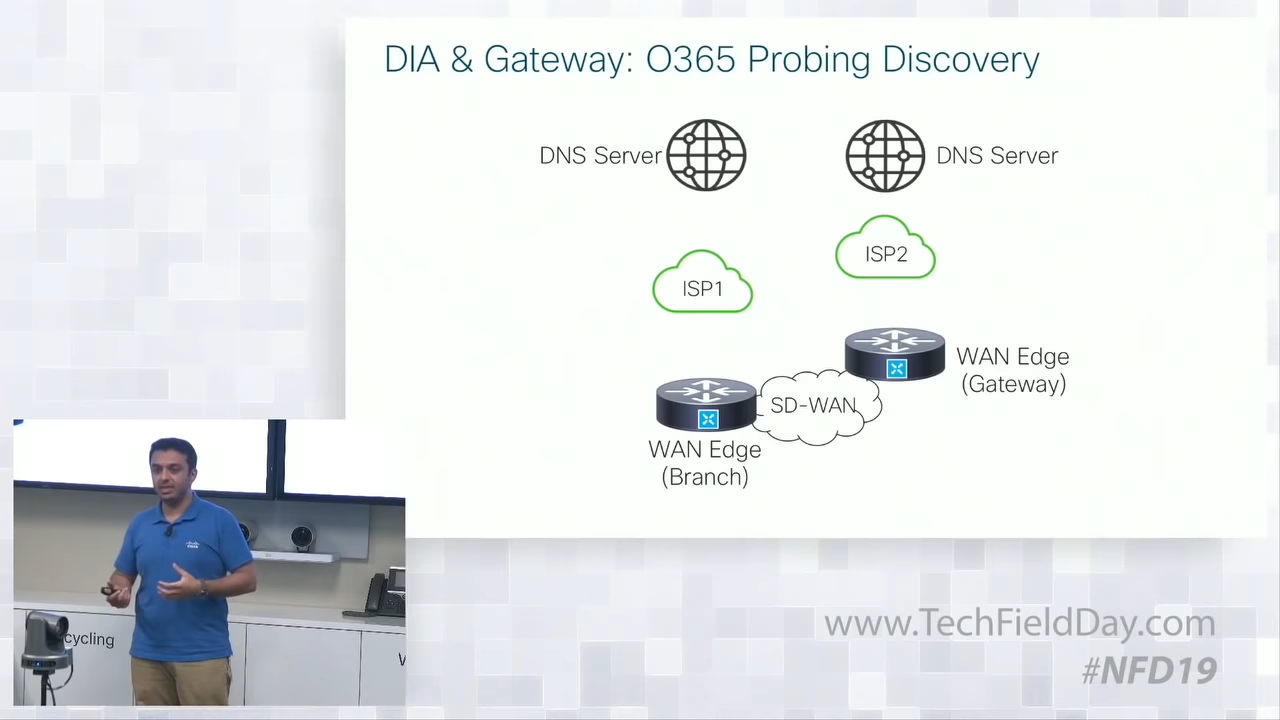 DIA & Gateway: O365 Probing Discovery
DNS Server
DNS Server
ISP2
ISP1
WAN Edge
(Gateway)
SD-WAN
WAN Edge
(Branch)
cisco
cycling
www.TechFieldDay.com
#NFD19